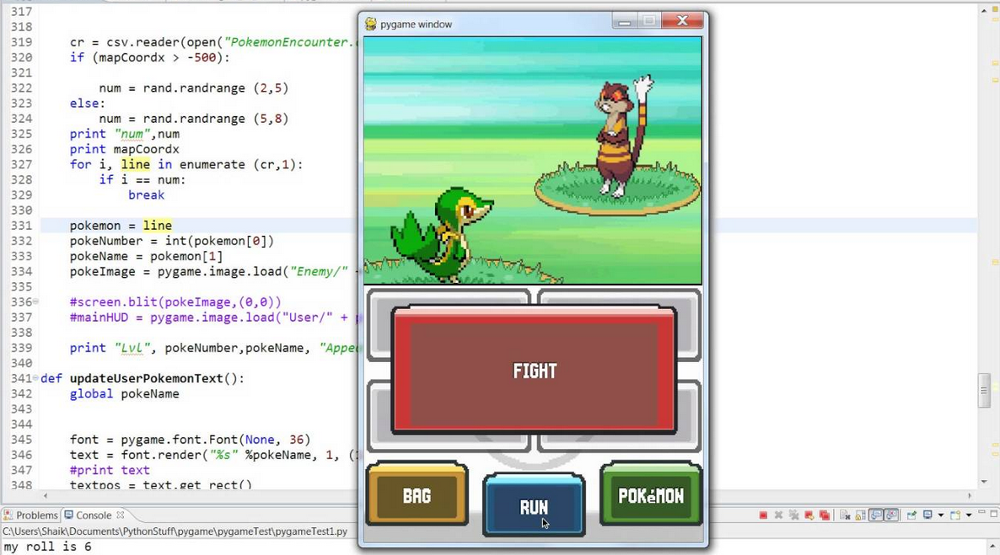 pygame window
317
318
319 cr = csv.reader(open("PokemonEncounter.
320 if (mapCoordx > -500):
321
322 num = rand.randrange (2,5)
323 else:
324 num = rand.randrange (5,8)
325 print "num",num
326 print mapCoordx
327 for i, line in enumerate (cr,1):
328 if i == num:
329 break
330
331 pokemon = line
332 pokeNumber = int(pokemon[0])
333 pokeName = pokemon[1]
334 pokeImage = pygame.image.load("Enemy/"
335
336 #screen.blit(pokeImage,(0,0))
337 #mainHUD = pygame.image.load("User/" + p
338
339 print "Lvl", pokeNumber,pokeName, "Appe
340
341 def updateUserPokemonText():
342 global pokeName
343
344
345 font = pygame.font.Font(None, 36)
346 text = font.render("%s" %pokeName, 1, (
347 #print text
348 textpos = text.get_rect()
FIGHT
BAG
RUN
POKéMON
Problems Console
C:\Users\Shaik\Documents\PythonStuff\pygame\pygameTest\pygameTest1.py
my roll is 6